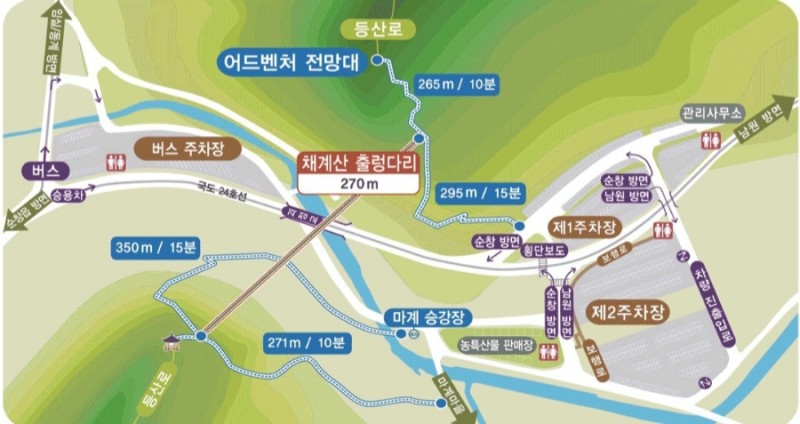 임실/동계 방면
등산로
어드벤처 전망대
265m / 10분
관리사무소
남원 방면
버스 주차장
채계산 출렁다리
270m
버스
승용차
순창읍 방면
국도 24호선
295m / 15분
순창 방면
남원 방면
제1주차장
순창 방면
횡단보도
350m / 15분
보행로
차량 진출입로
순창 방면
남원 방면
제2주차장
마계 승강장
농특산물 판매장
보행로
271m / 10분
등산로
마계마을